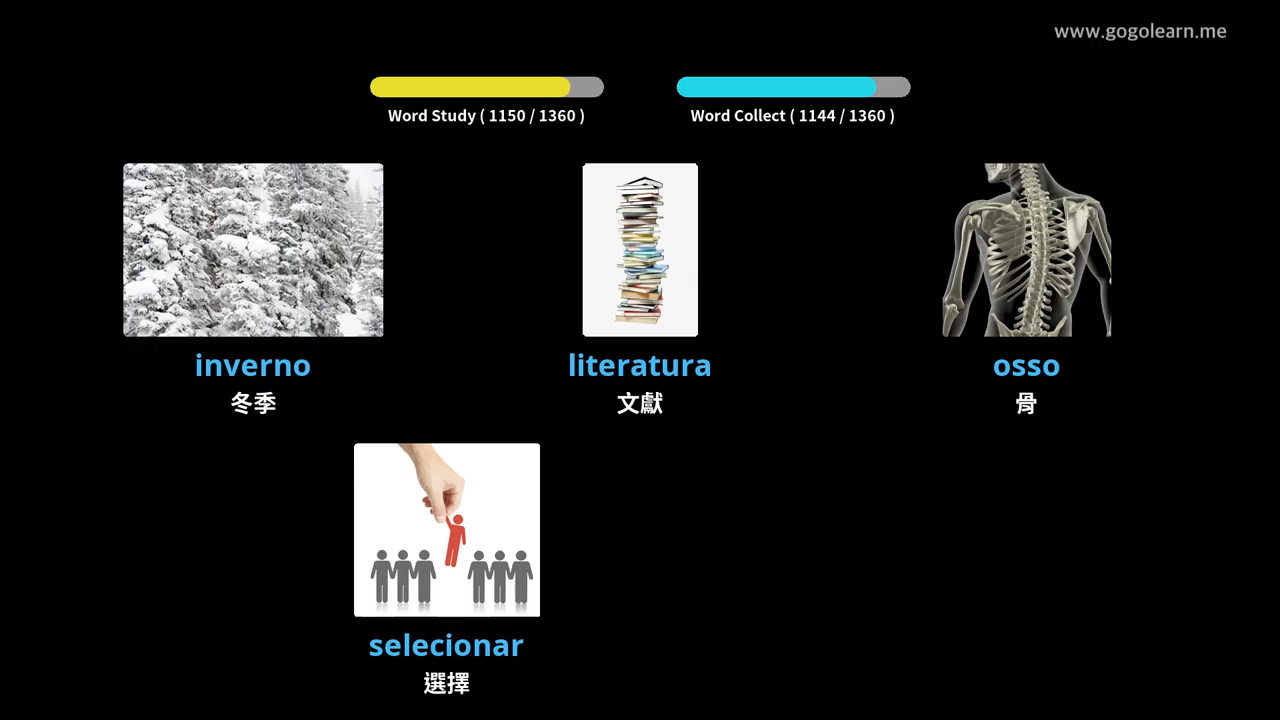 www.gogolearn.me
Word Study ( 1150 / 1360 )
Word Collect ( 1144 / 1360 )
inverno
冬季
literatura
文獻
osso
骨
selecionar
選擇